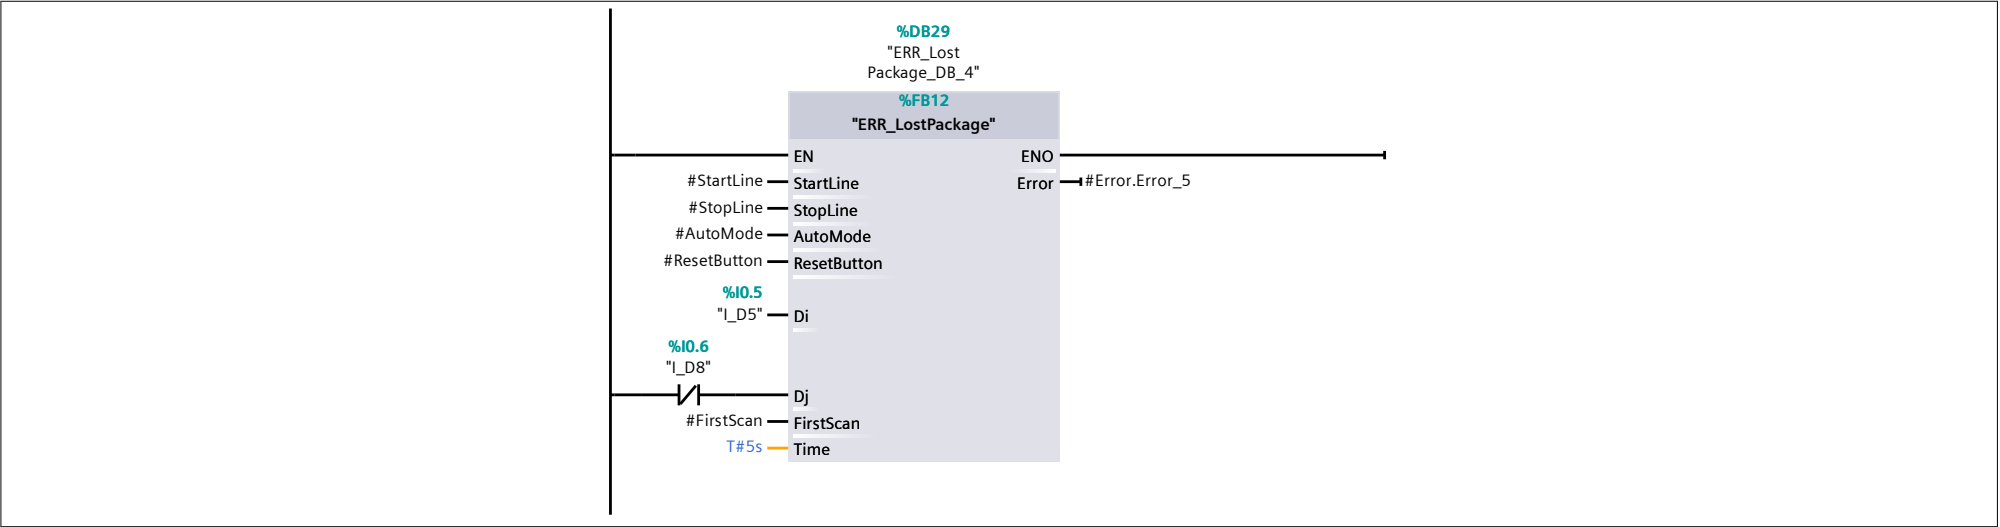 %DB29
"ERR_Lost
Package_DB_4"
%FB12
"ERR_LostPackage"
EN
ENO
#StartLine
StartLine
Error
#Error.Error_5
#StopLine
StopLine
#AutoMode
AutoMode
#ResetButton
ResetButton
%I0.5
"I_D5"
Di
%I0.6
"I_D8"
Dj
#FirstScan
FirstScan
T#5s
Time